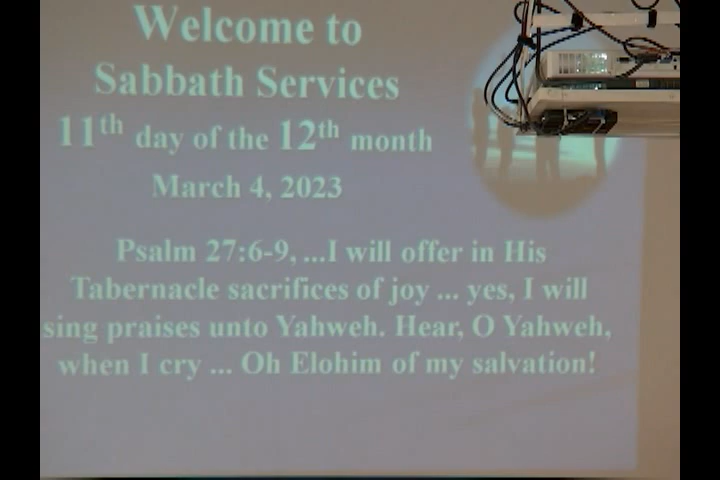 Welcome to
Sabbath Services
11th day of the 12th month
March 4, 2023
Psalm 27:6-9, ...I will offer in His
Tabernacle sacrifices of joy ... yes, I will
sing praises unto Yahweh. Hear, O Yahweh,
when I cry ... Oh Elohim of my salvation!